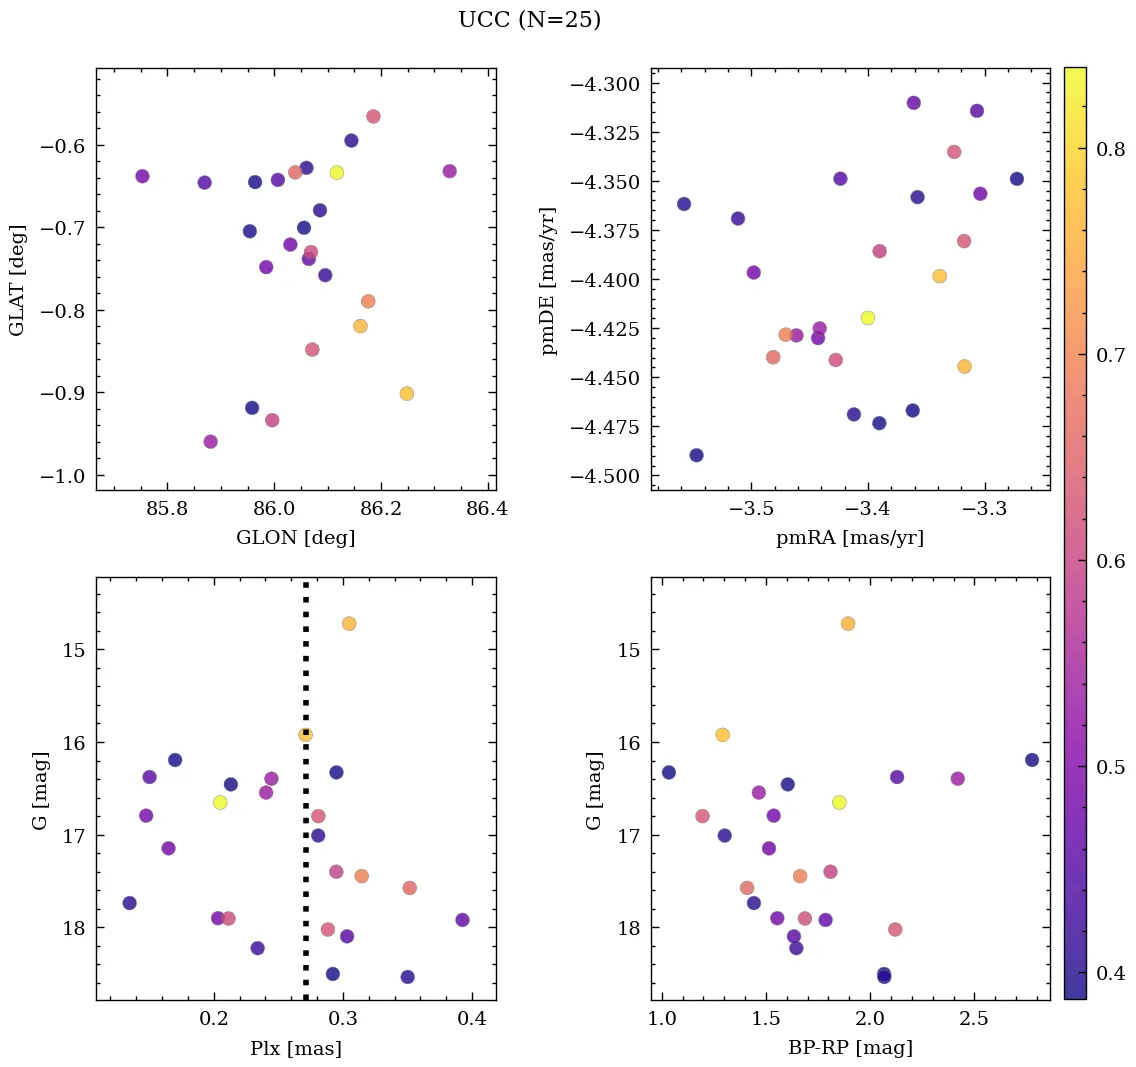 UCC (N=25)
−0.6
−0.7
−0.8
−0.9
−1.0
GLAT [deg]
85.8 86.0 86.2 86.4
GLON [deg]
−4.300
−4.325
−4.350
−4.375
−4.400
−4.425
−4.450
−4.475
−4.500
pmDE [mas/yr]
−3.5 −3.4 −3.3
pmRA [mas/yr]
15
16
17
18
G [mag]
0.2 0.3 0.4
Plx [mas]
15
16
17
18
G [mag]
1.0 1.5 2.0 2.5
BP-RP [mag]
0.8
0.7
0.6
0.5
0.4